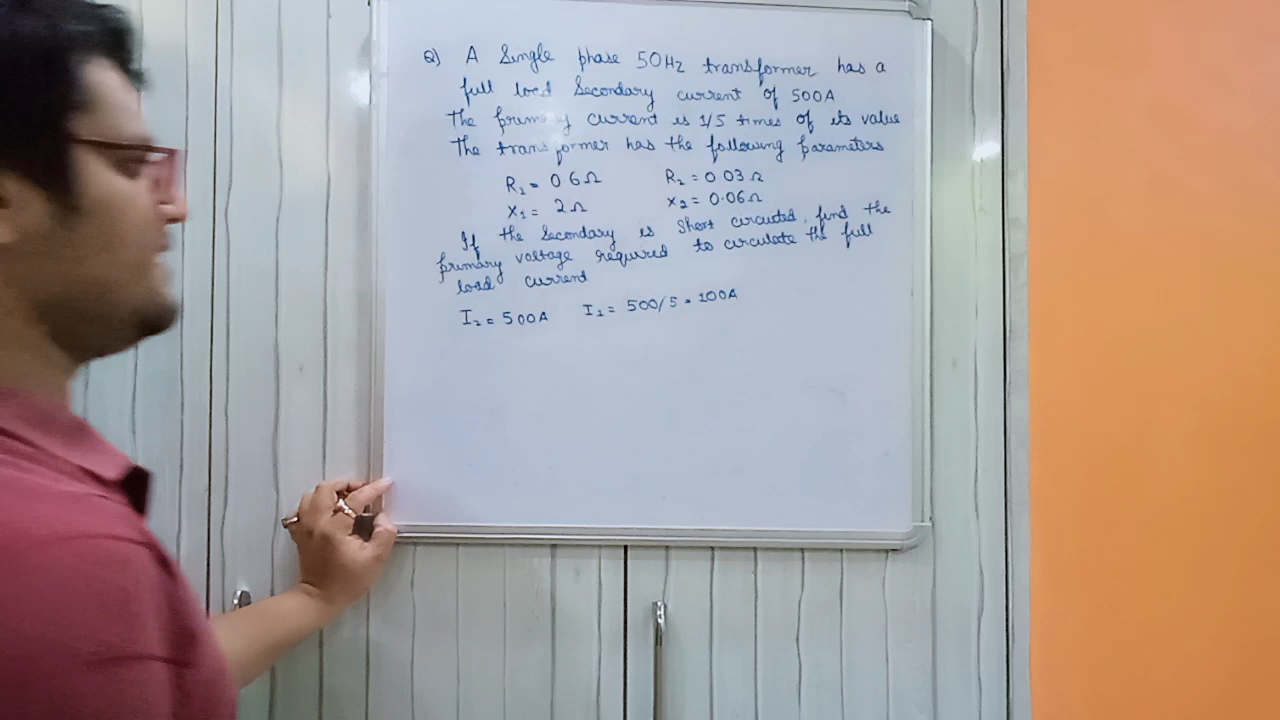 Q) A Single phase 50Hz transformer has a
full load Secondary current of 500A
The primary current is 1/5 times of its value
The transformer has the following parameters
R₁ = 0 6Ω R₂ = 0 03Ω
X₁ = 2Ω X₂ = 0.06Ω
If the Secondary is Short circuited, find the
primary voltage required to circulate the full
load current
I₂ = 500A I₁ = 500/5 = 100A